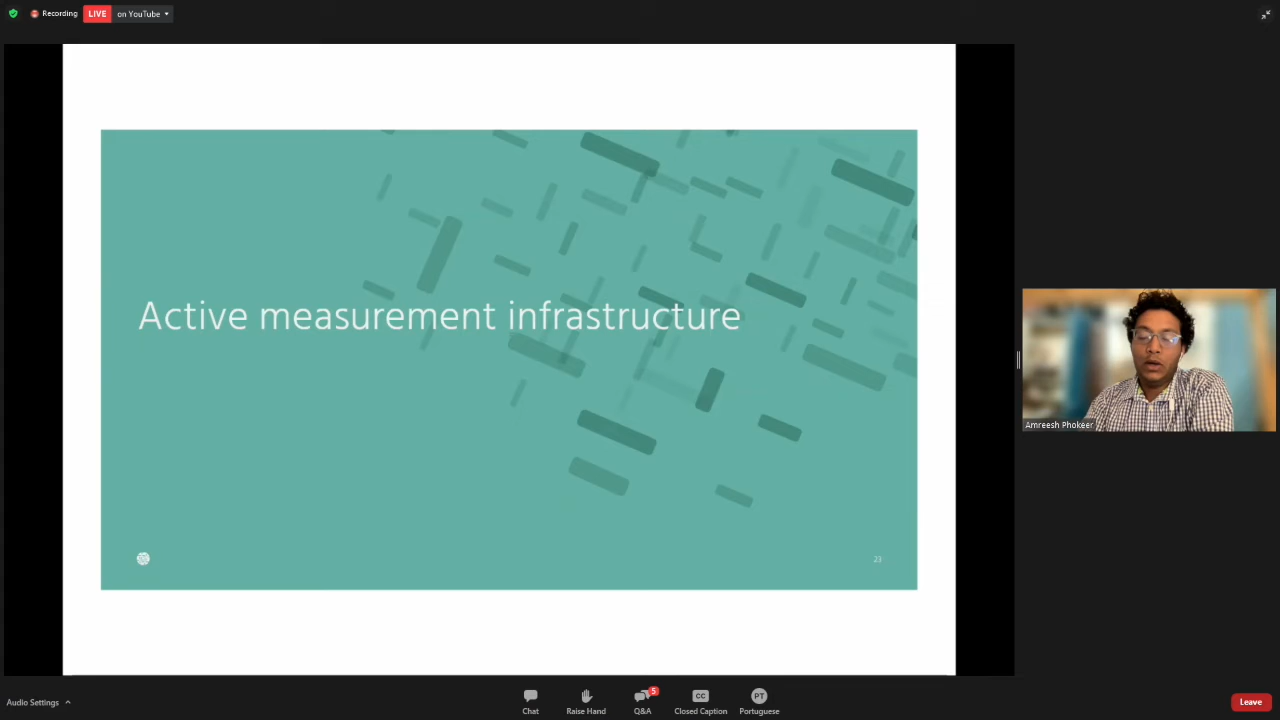 Recording
LIVE
on YouTube
Active measurement infrastructure
23
Amreesh Phokeer
Audio Settings
Chat
Raise Hand
5
Q&A
CC
Closed Caption
PT
Portuguese
Leave